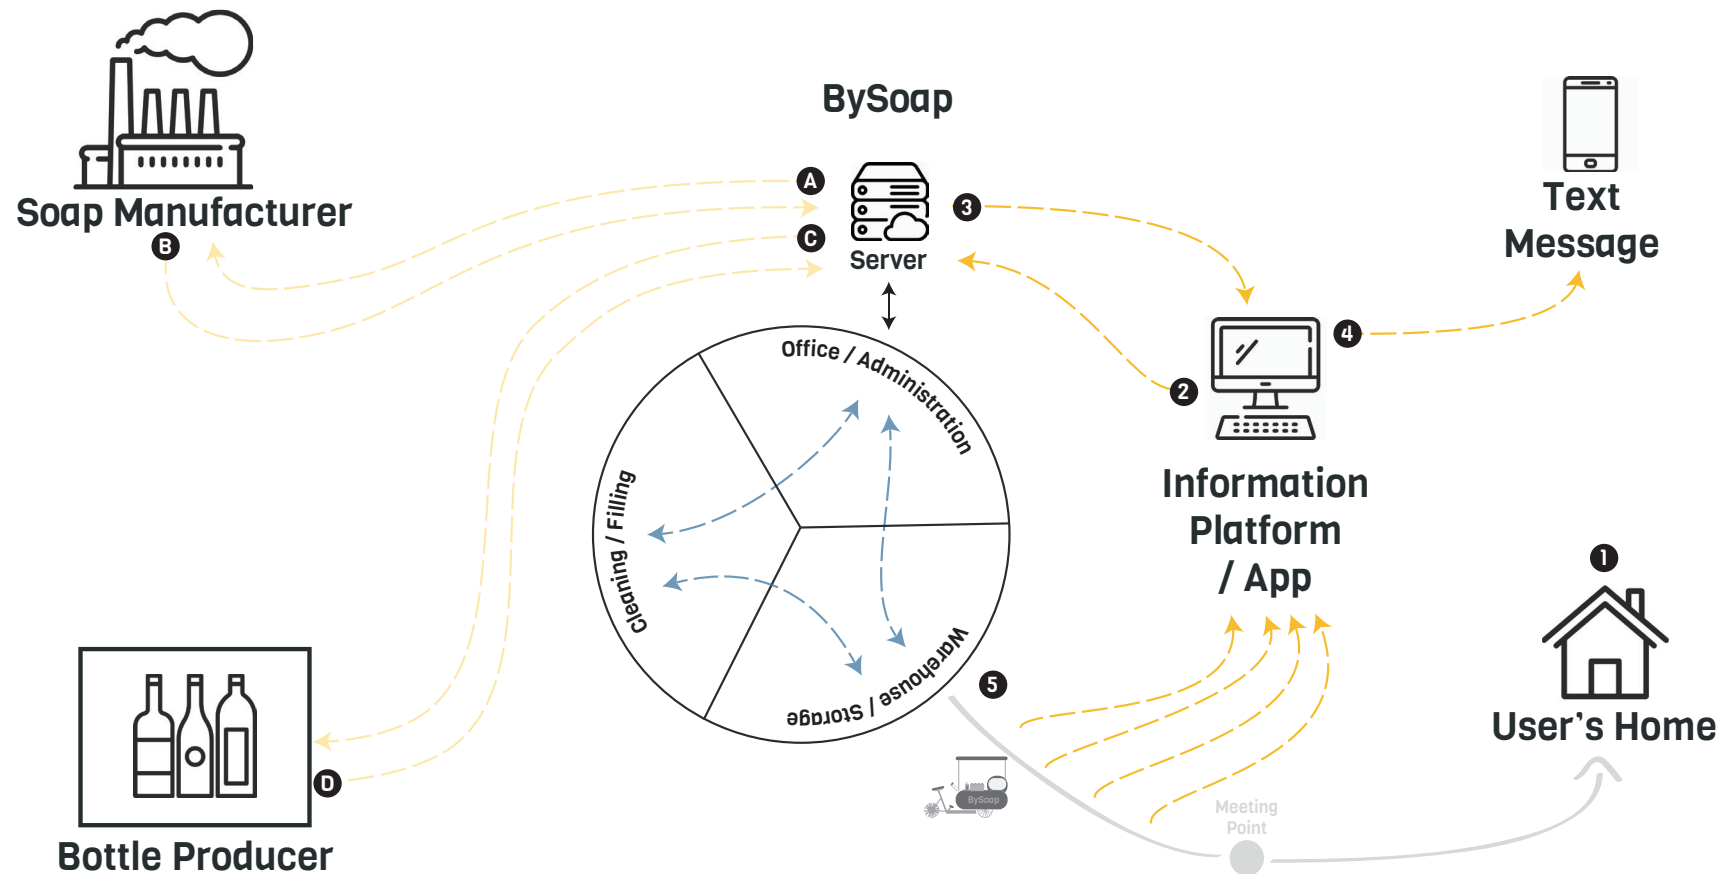 BySoap
A
Server
3
C
Soap Manufacturer
B
Text
Message
4
2
Office / Administration
Cleaning / Filling
Warehouse / Storage
Information
Platform
/ App
1
User's Home
5
BySoap
Meeting
Point
D
Bottle Producer